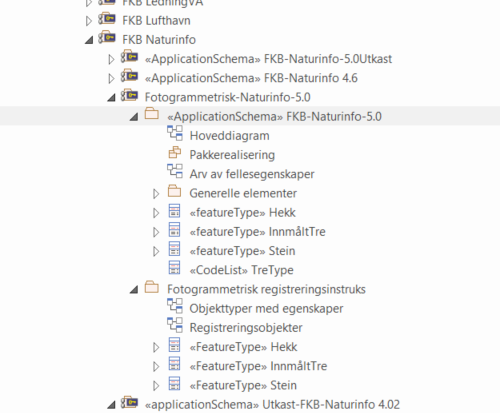 FKB LedningVA
FKB Lufthavn
FKB Naturinfo
«ApplicationSchema» FKB-Naturinfo-5.0Utkast
«ApplicationSchema» FKB-Naturinfo 4.6
Fotogrammetrisk-Naturinfo-5.0
«ApplicationSchema» FKB-Naturinfo-5.0
Hoveddiagram
Pakkerealisering
Arv av fellesegenskaper
Generelle elementer
«featureType» Hekk
«featureType» InnmåltTre
«featureType» Stein
«CodeList» TreType
Fotogrammetrisk registreringsinstruks
Objekttyper med egenskaper
Registreringsobjekter
«FeatureType» Hekk
«FeatureType» InnmåltTre
«FeatureType» Stein
«applicationSchema» Utkast-FKB-Naturinfo 4.02